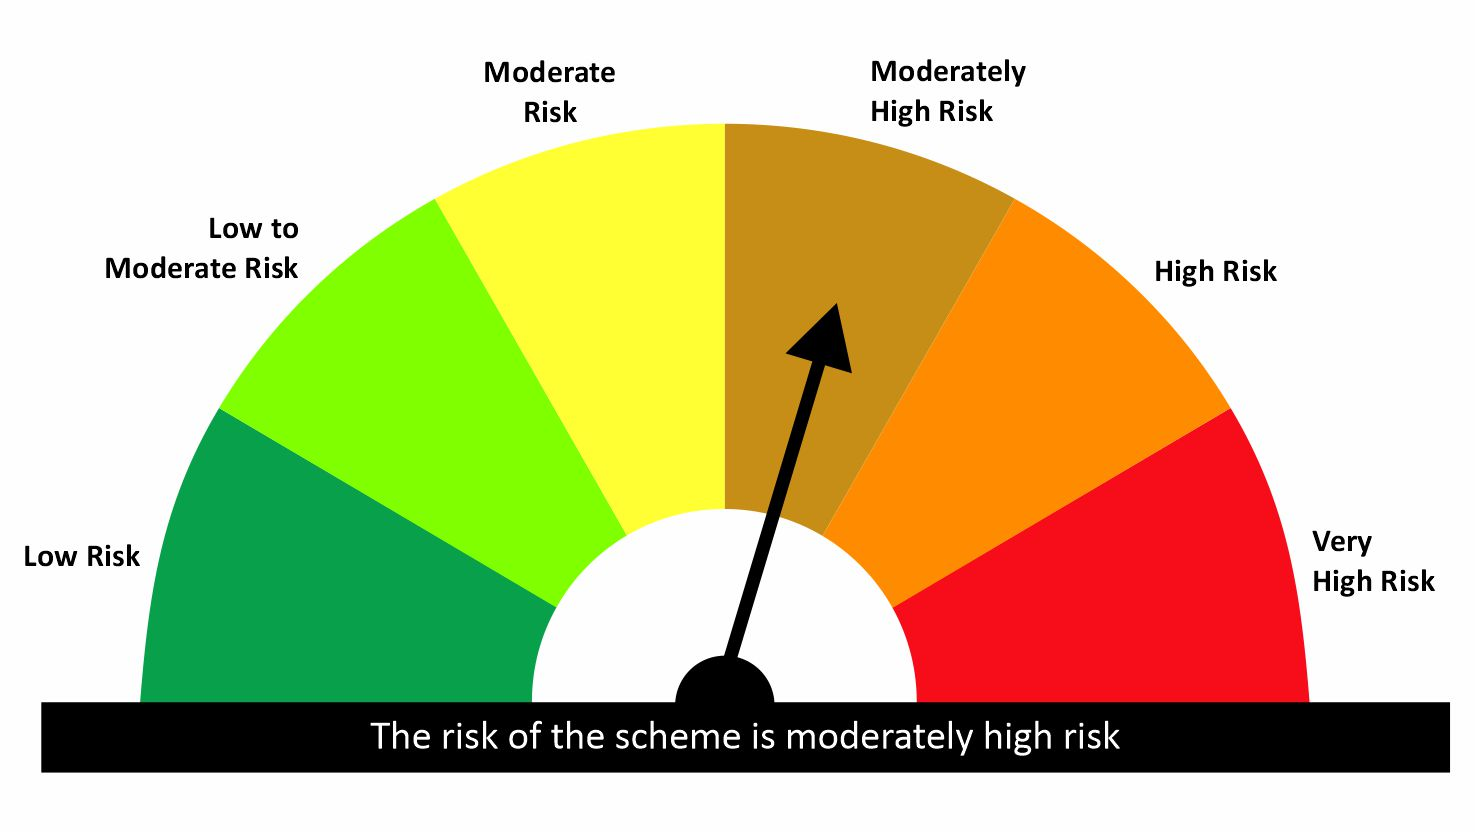 Moderate
Risk
Moderately
High Risk
Low to
Moderate Risk
High Risk
Low Risk
Very
High Risk
The risk of the scheme is moderately high risk